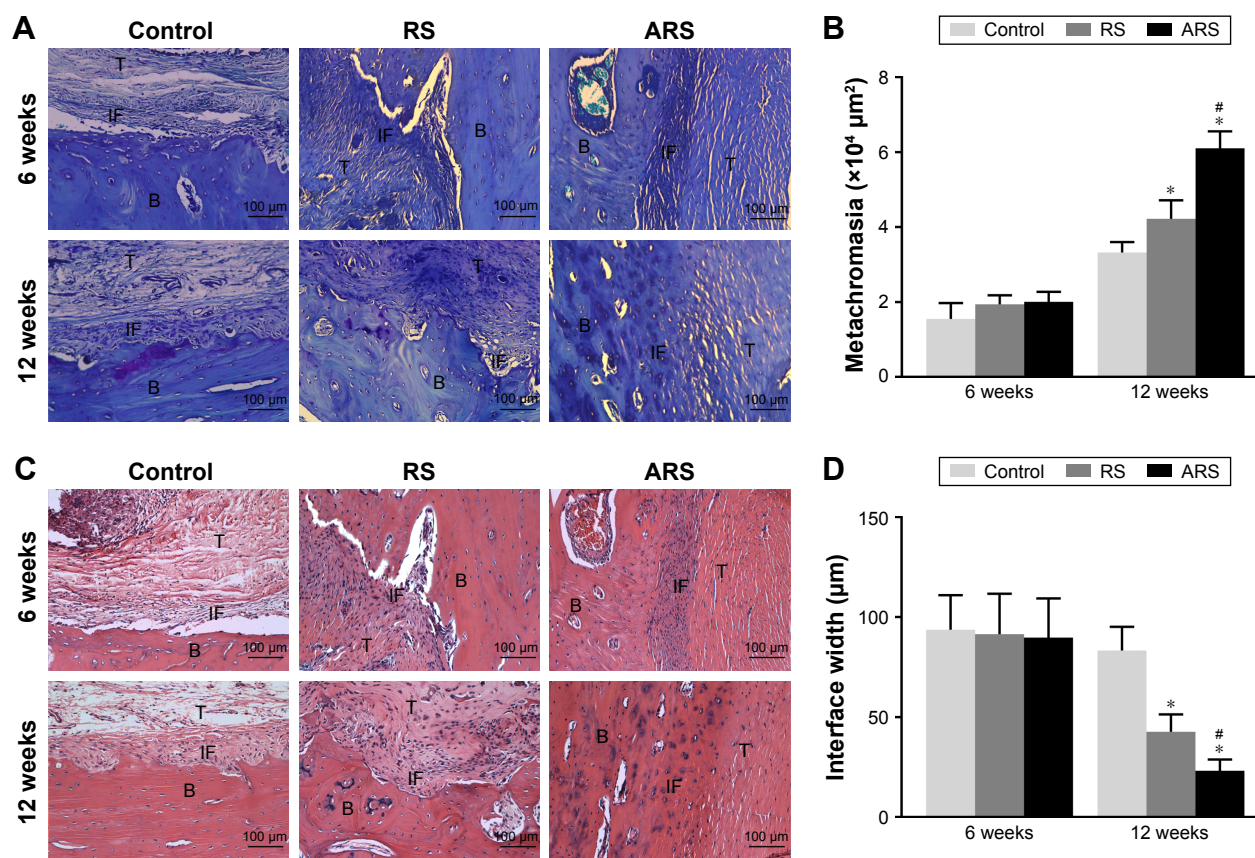 A
Control
RS
ARS
6 weeks
T
IF
B
100 µm
IF
B
T
100 µm
B
IF
T
100 µm
12 weeks
T
IF
B
100 µm
T
IF
B
100 µm
B
IF
T
100 µm
B
Control RS ARS
Metachromasia (×10⁴ µm²)
8
6
4
2
0
*
#
*
6 weeks
12 weeks
C
Control
RS
ARS
6 weeks
T
IF
B
100 µm
B
IF
T
100 µm
T
IF
B
100 µm
12 weeks
T
IF
B
100 µm
T
IF
B
100 µm
B
T
IF
100 µm
D
Control RS ARS
Interface width (µm)
150
100
50
0
*
#
*
6 weeks
12 weeks